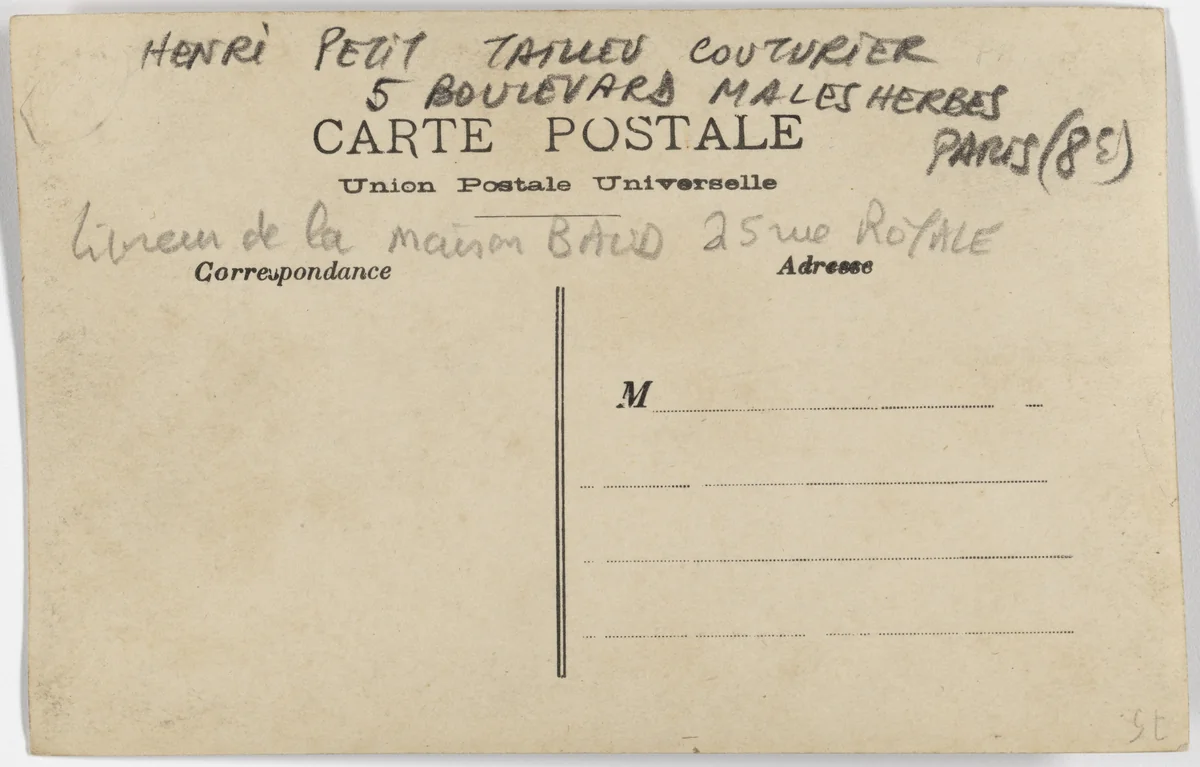 HENRi PETIT TAILLEU COUTURiER
5 BOULEVARD MALESHERBES
PARIS (8E)
CARTE POSTALE
Union Postale Universelle
Livreur de la maison BAUD 25 rue ROYALE
Correspondance
Adresse
M